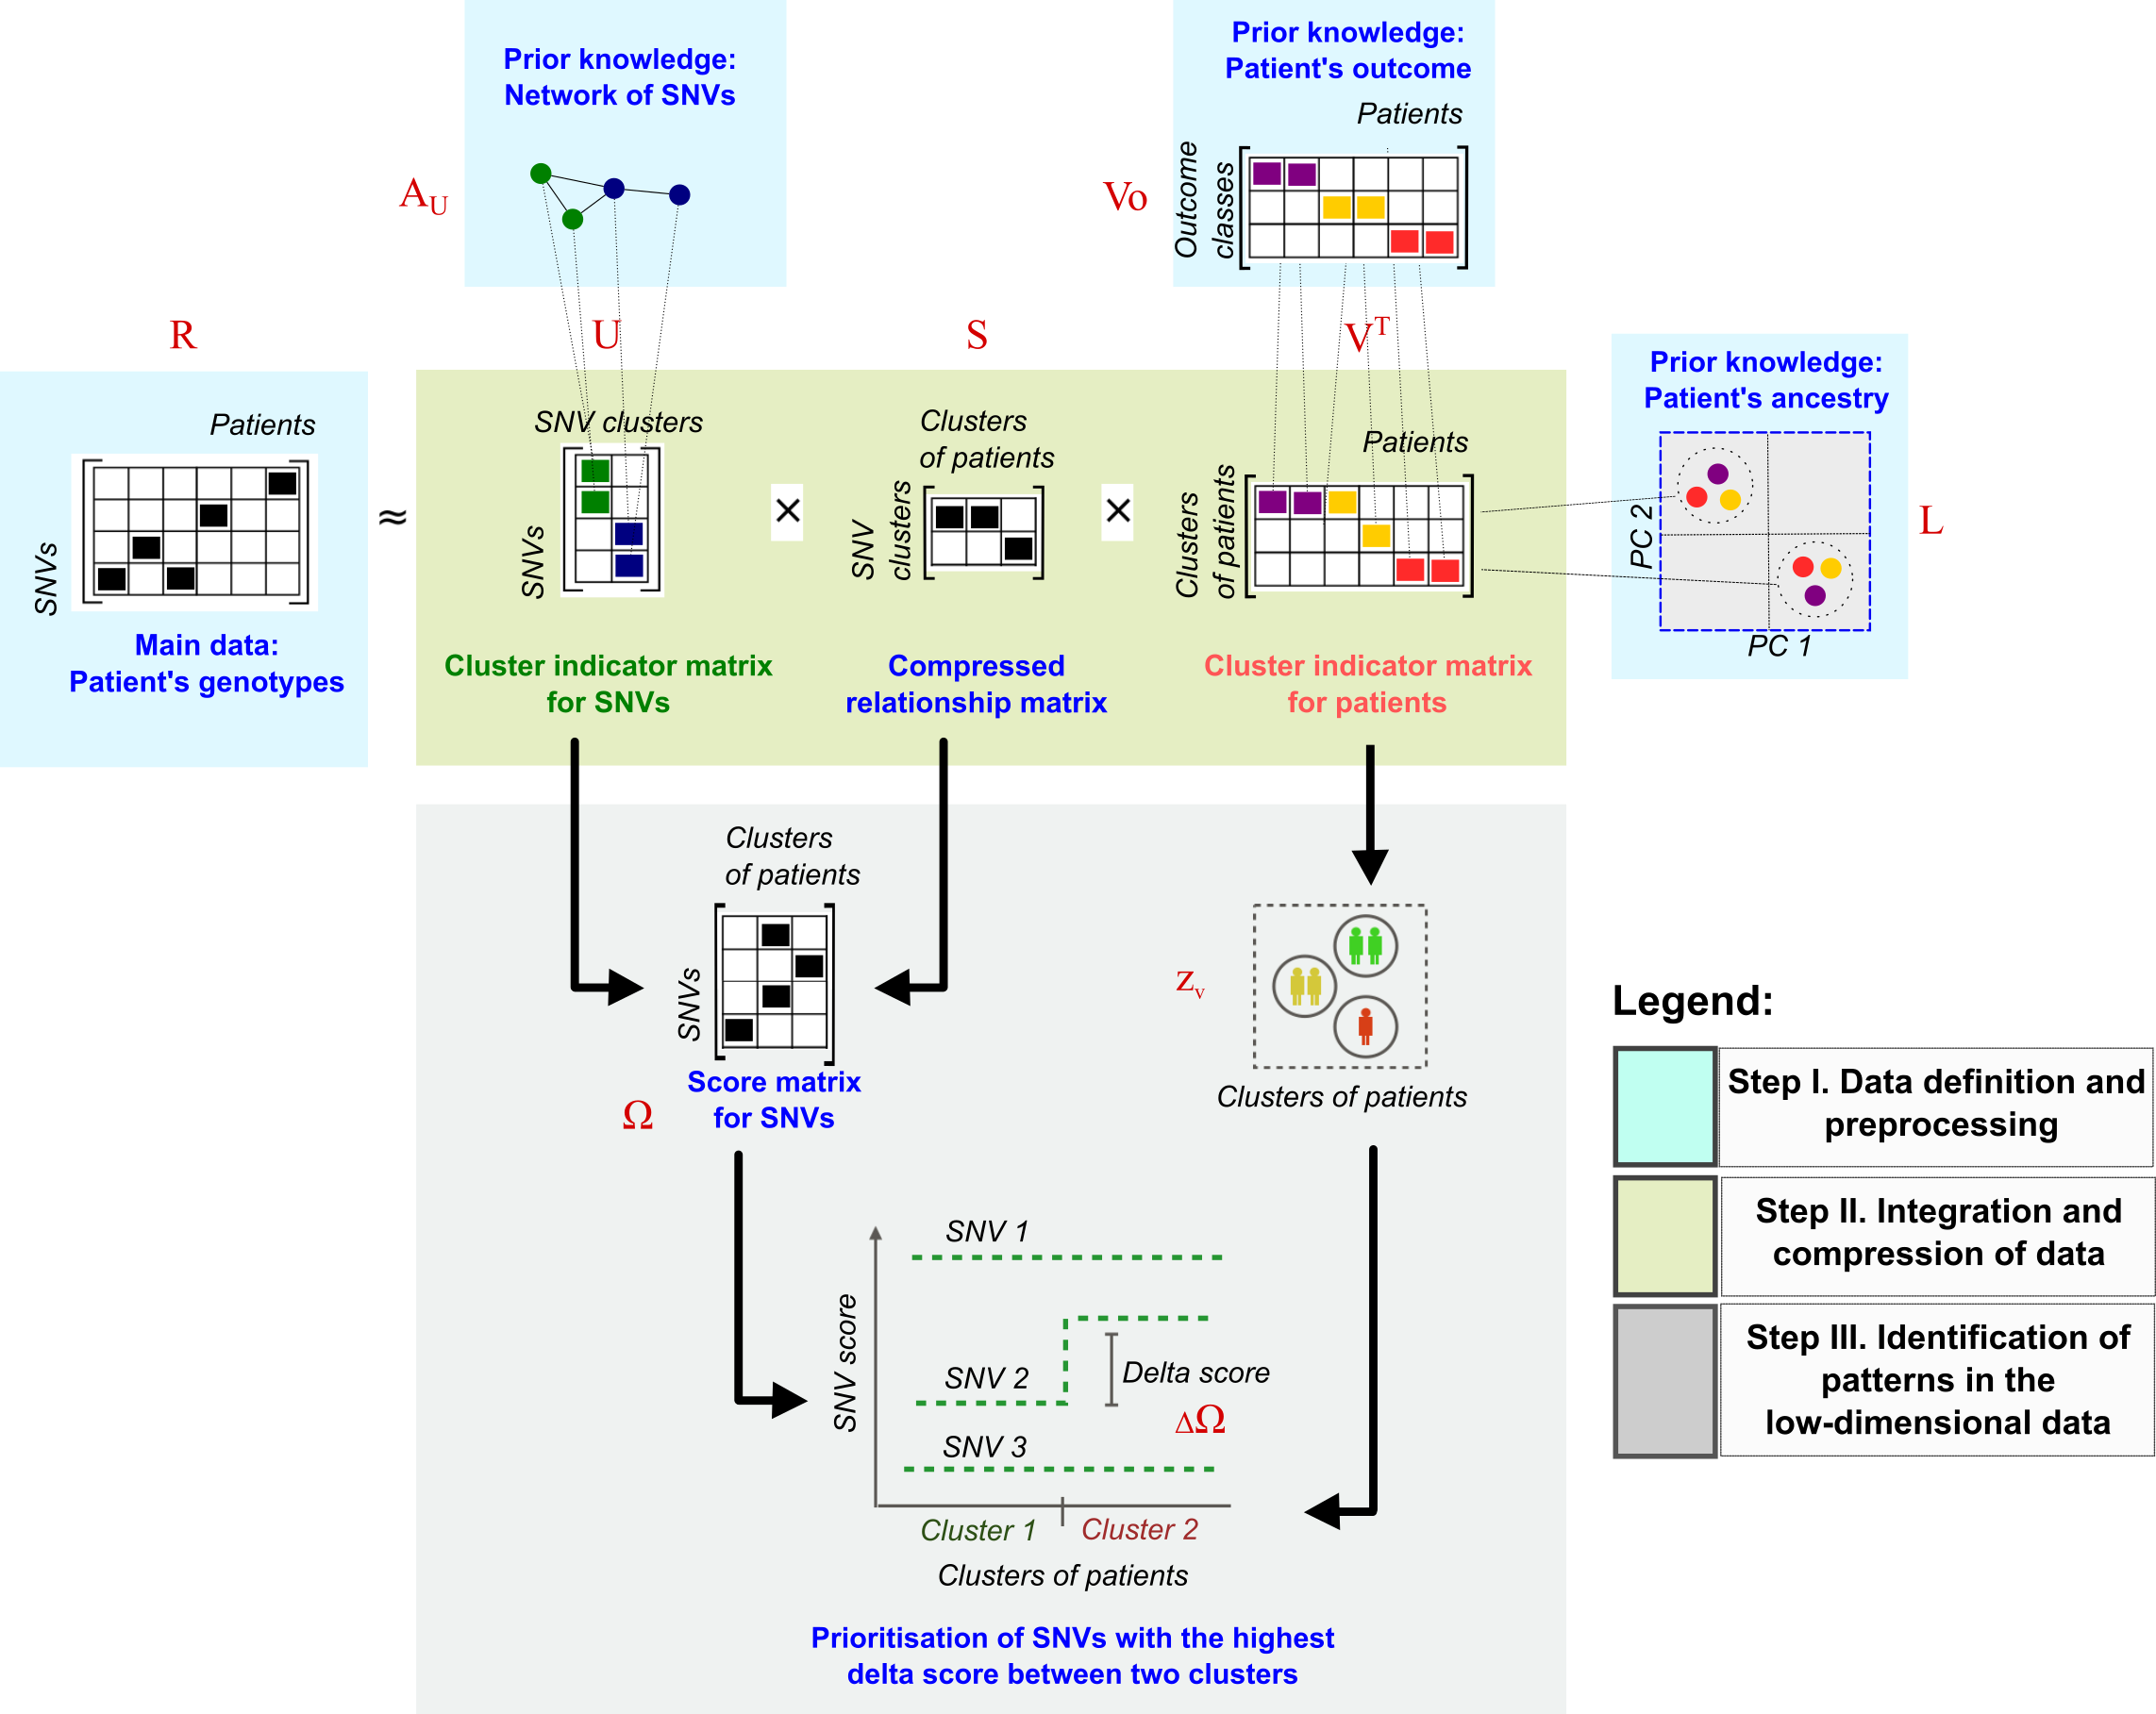 Prior knowledge:
Network of SNVs
A_U
Prior knowledge:
Patient's outcome
Patients
Outcome
classes
Vo
R
U
S
V^T
Prior knowledge:
Patient's ancestry
PC 2
PC 1
L
Patients
SNVs
Main data:
Patient's genotypes
≈
SNV clusters
SNVs
Cluster indicator matrix
for SNVs
×
Clusters
of patients
SNV
clusters
Compressed
relationship matrix
×
Patients
Clusters
of patients
Cluster indicator matrix
for patients
Clusters
of patients
SNVs
Score matrix
for SNVs
Ω
z_v
Clusters of patients
SNV score
SNV 1
SNV 2
Delta score
ΔΩ
SNV 3
Cluster 1
Cluster 2
Clusters of patients
Prioritisation of SNVs with the highest
delta score between two clusters
Legend:
Step I. Data definition and
preprocessing
Step II. Integration and
compression of data
Step III. Identification of
patterns in the
low-dimensional data